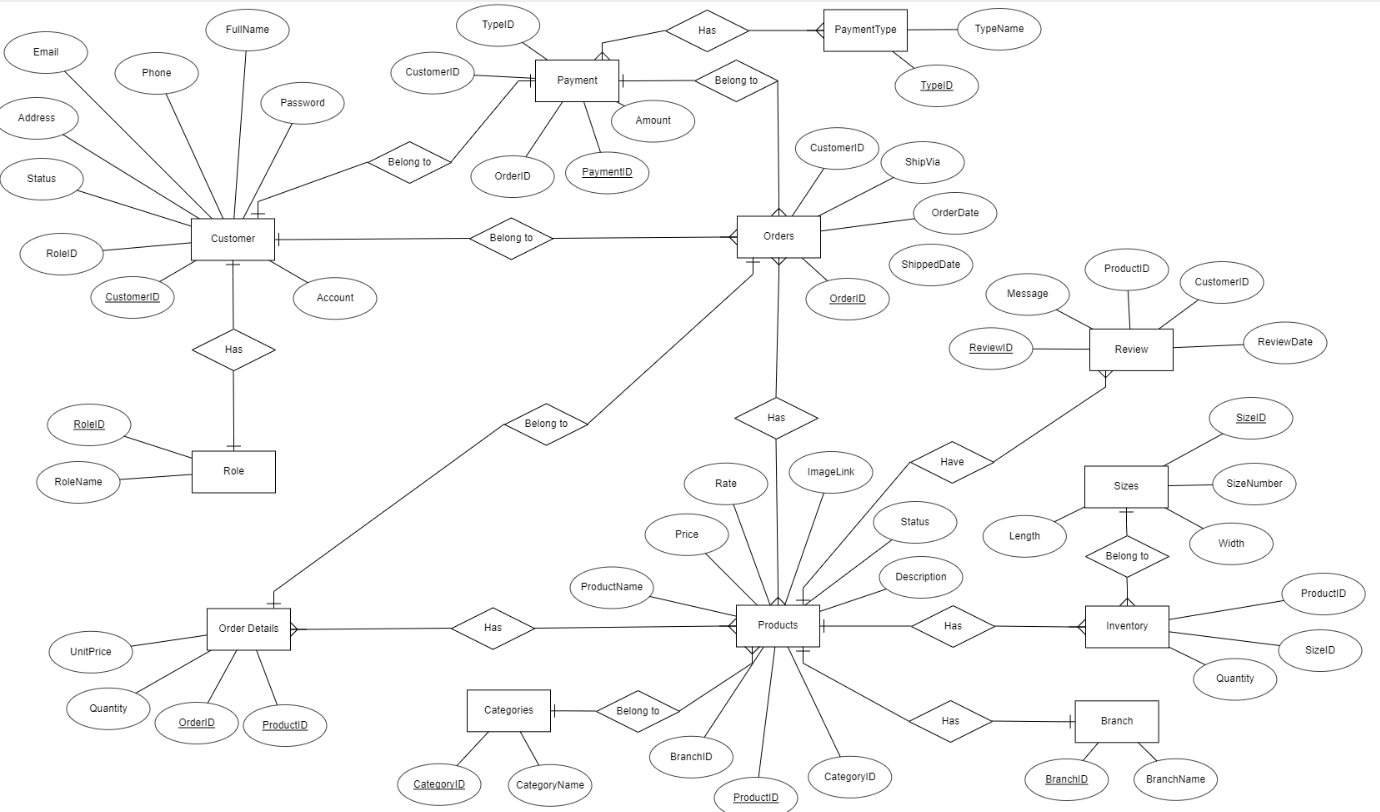 FullName
TypeID
Has
PaymentType
TypeName
Email
Phone
CustomerID
Payment
Belong to
TypeID
Password
Address
Amount
Belong to
CustomerID
ShipVia
Status
OrderID
PaymentID
OrderDate
Customer
Belong to
Orders
RoleID
ShippedDate
ProductID
CustomerID
CustomerID
Account
OrderID
Message
Has
ReviewID
Review
ReviewDate
RoleID
Belong to
Has
SizeID
Role
RoleName
Rate
ImageLink
Have
Sizes
SizeNumber
Price
Status
Length
Width
Belong to
ProductName
Description
ProductID
Order Details
Has
Products
Has
Inventory
UnitPrice
SizeID
Quantity
Quantity
OrderID
ProductID
Categories
Belong to
Has
Branch
BranchID
CategoryID
CategoryName
ProductID
CategoryID
BranchID
BranchName